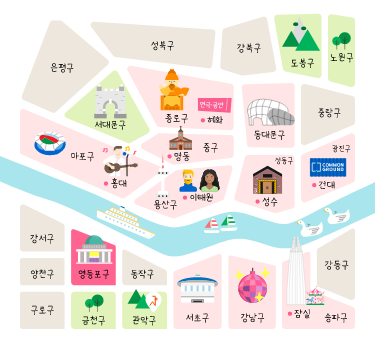 성북구
은평구
강북구
도봉구
노원구
서대문구
종로구
혜화
동대문구
중랑구
마포구
홍대
명동
중구
성동구
성수
광진구
COMMON
GROUND
건대
용산구
이태원
강서구
양천구
구로구
영등포구
동작구
금천구
관악구
서초구
강남구
잠실
송파구
강동구